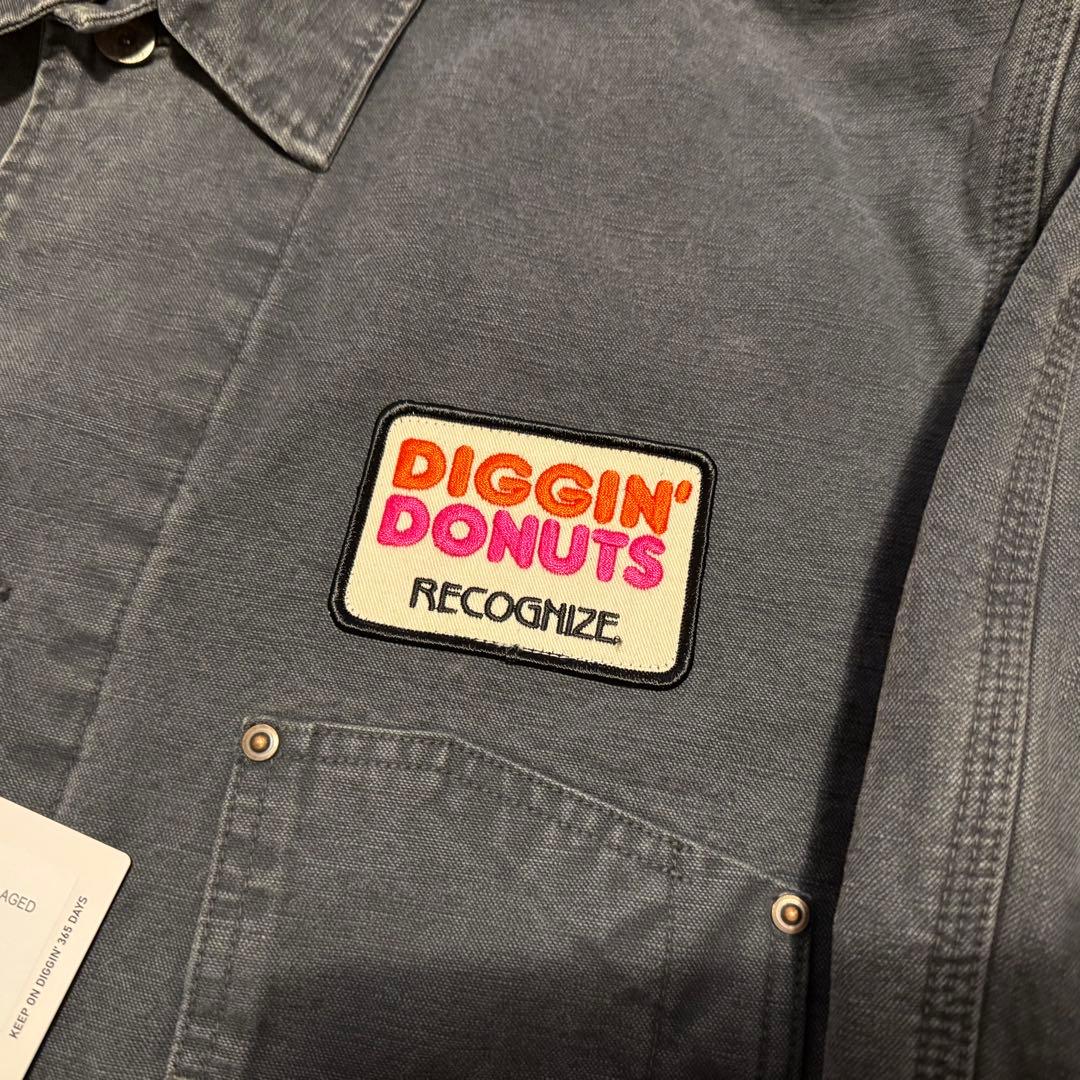 DIGGIN'
DONUTS
RECOGNIZE
AGED
KEEP ON DIGGIN' 365 DAYS